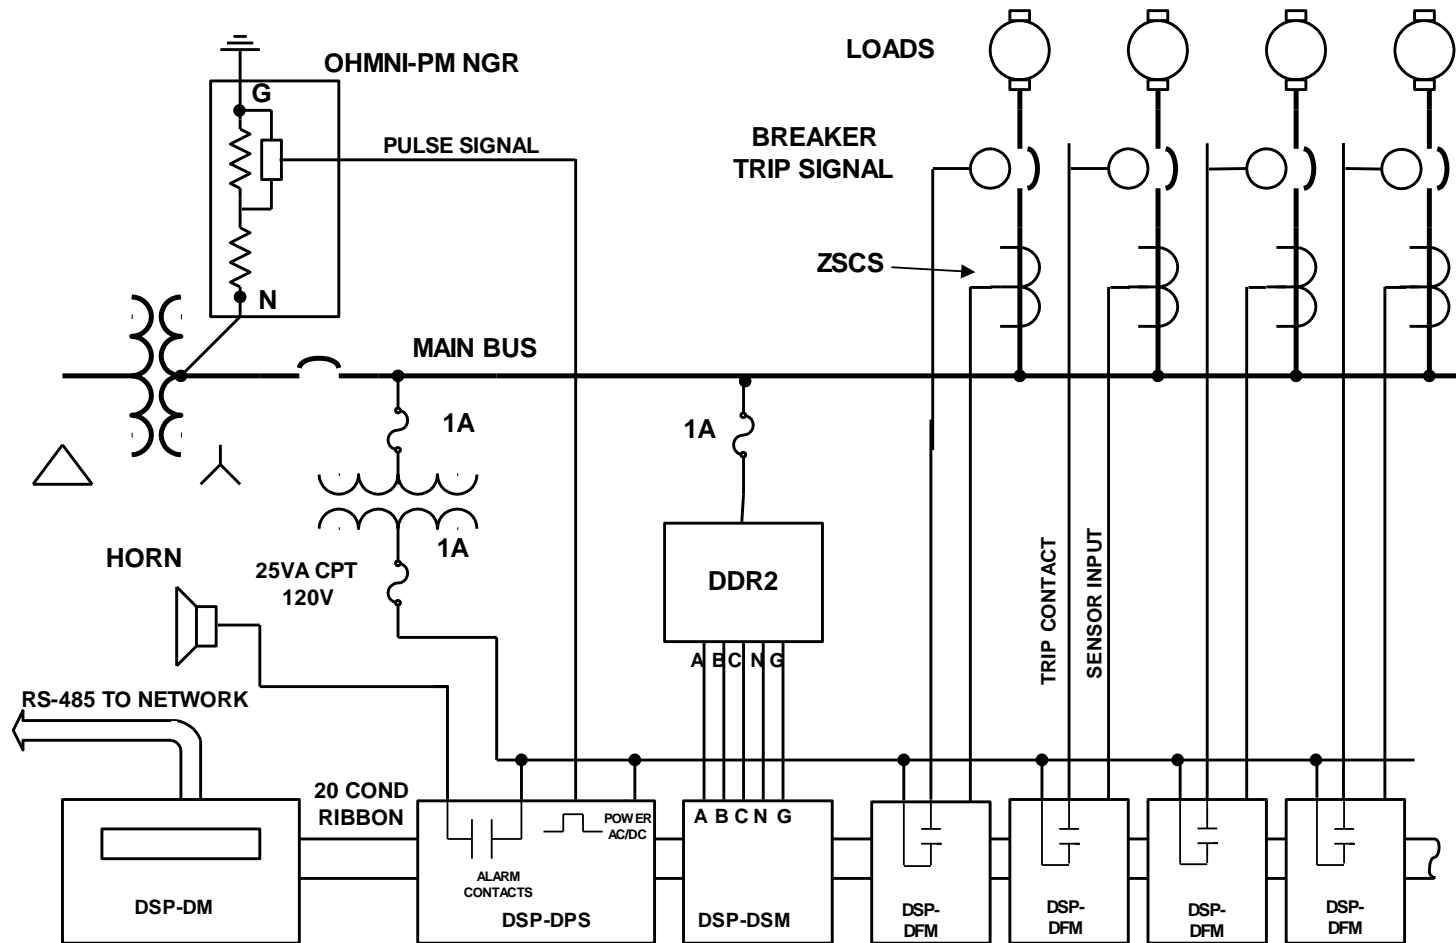 OHMNI-PM NGR
G
PULSE SIGNAL
N
LOADS
BREAKER
TRIP SIGNAL
ZSCS
MAIN BUS
1A
1A
1A
25VA CPT
120V
HORN
DDR2
A B C N G
TRIP CONTACT
SENSOR INPUT
RS-485 TO NETWORK
20 COND
RIBBON
DSP-DM
POWER
AC/DC
ALARM
CONTACTS
DSP-DPS
A B C N G
DSP-DSM
DSP-
DFM
DSP-
DFM
DSP-
DFM
DSP-
DFM